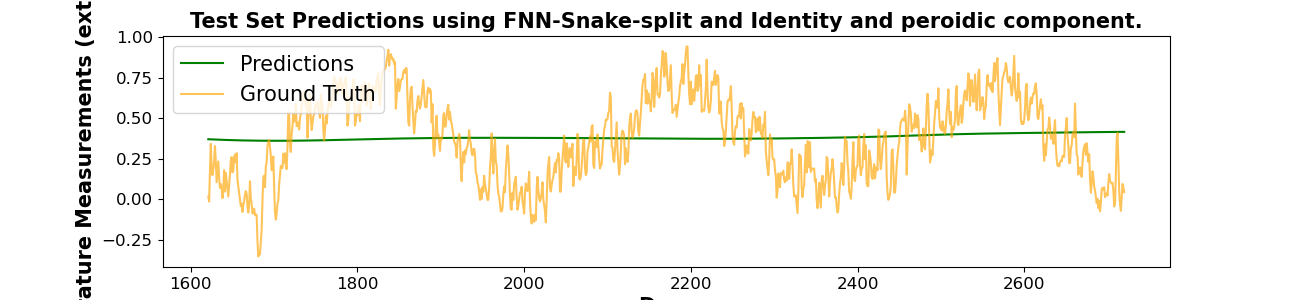 Test Set Predictions using FNN-Snake-split and Identity and peroidic component.
rature Measurements (ext
1.00
0.75
0.50
0.25
0.00
−0.25
Predictions
Ground Truth
1600 1800 2000 2200 2400 2600